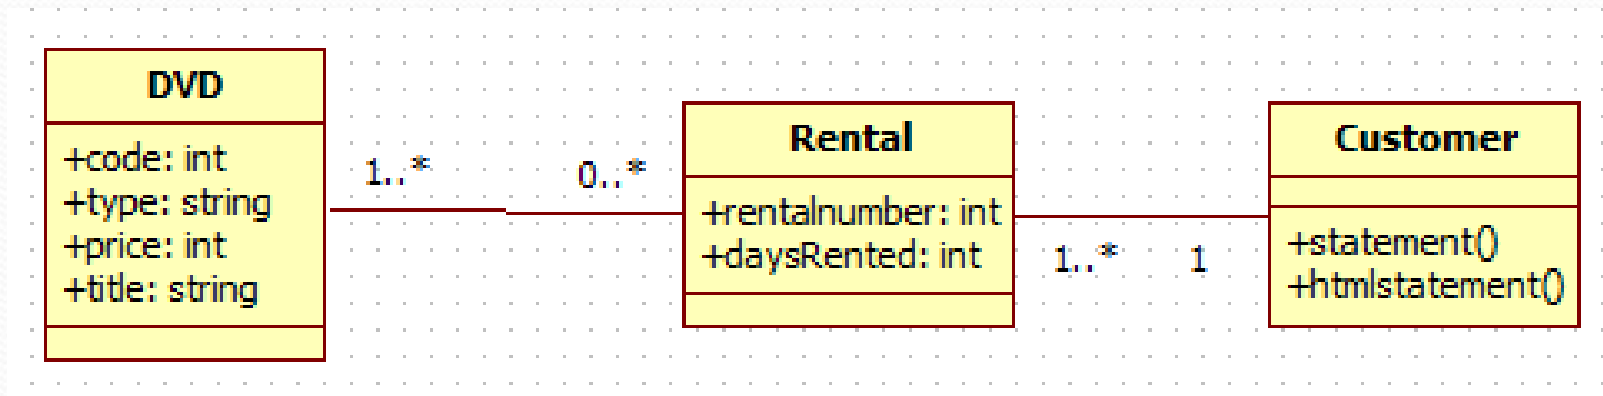 DVD
+code: int
+type: string
+price: int
+title: string
1..*
0..*
Rental
+rentalnumber: int
+daysRented: int
1..*
1
Customer
+statement()
+htmlstatement()